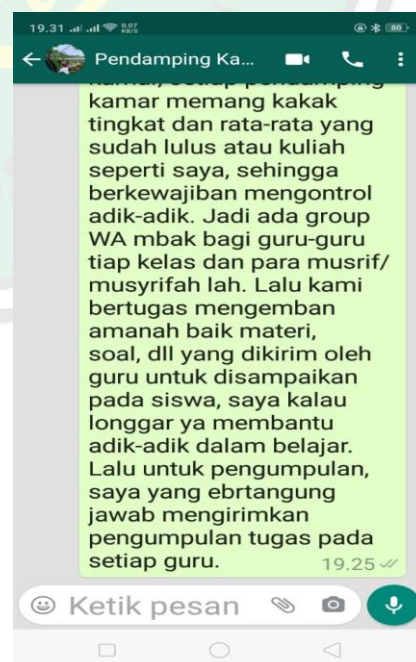 19.31
0.07
KB/S
80
Pendamping Ka...
kamar, setiap pendamping
kamar memang kakak
tingkat dan rata-rata yang
sudah lulus atau kuliah
seperti saya, sehingga
berkewajiban mengontrol
adik-adik. Jadi ada group
WA mbak bagi guru-guru
tiap kelas dan para musrif/
musyrifah lah. Lalu kami
bertugas mengemban
amanah baik materi,
soal, dll yang dikirim oleh
guru untuk disampaikan
pada siswa, saya kalau
longgar ya membantu
adik-adik dalam belajar.
Lalu untuk pengumpulan,
saya yang ebrtangung
jawab mengirimkan
pengumpulan tugas pada
setiap guru.
19.25
Ketik pesan